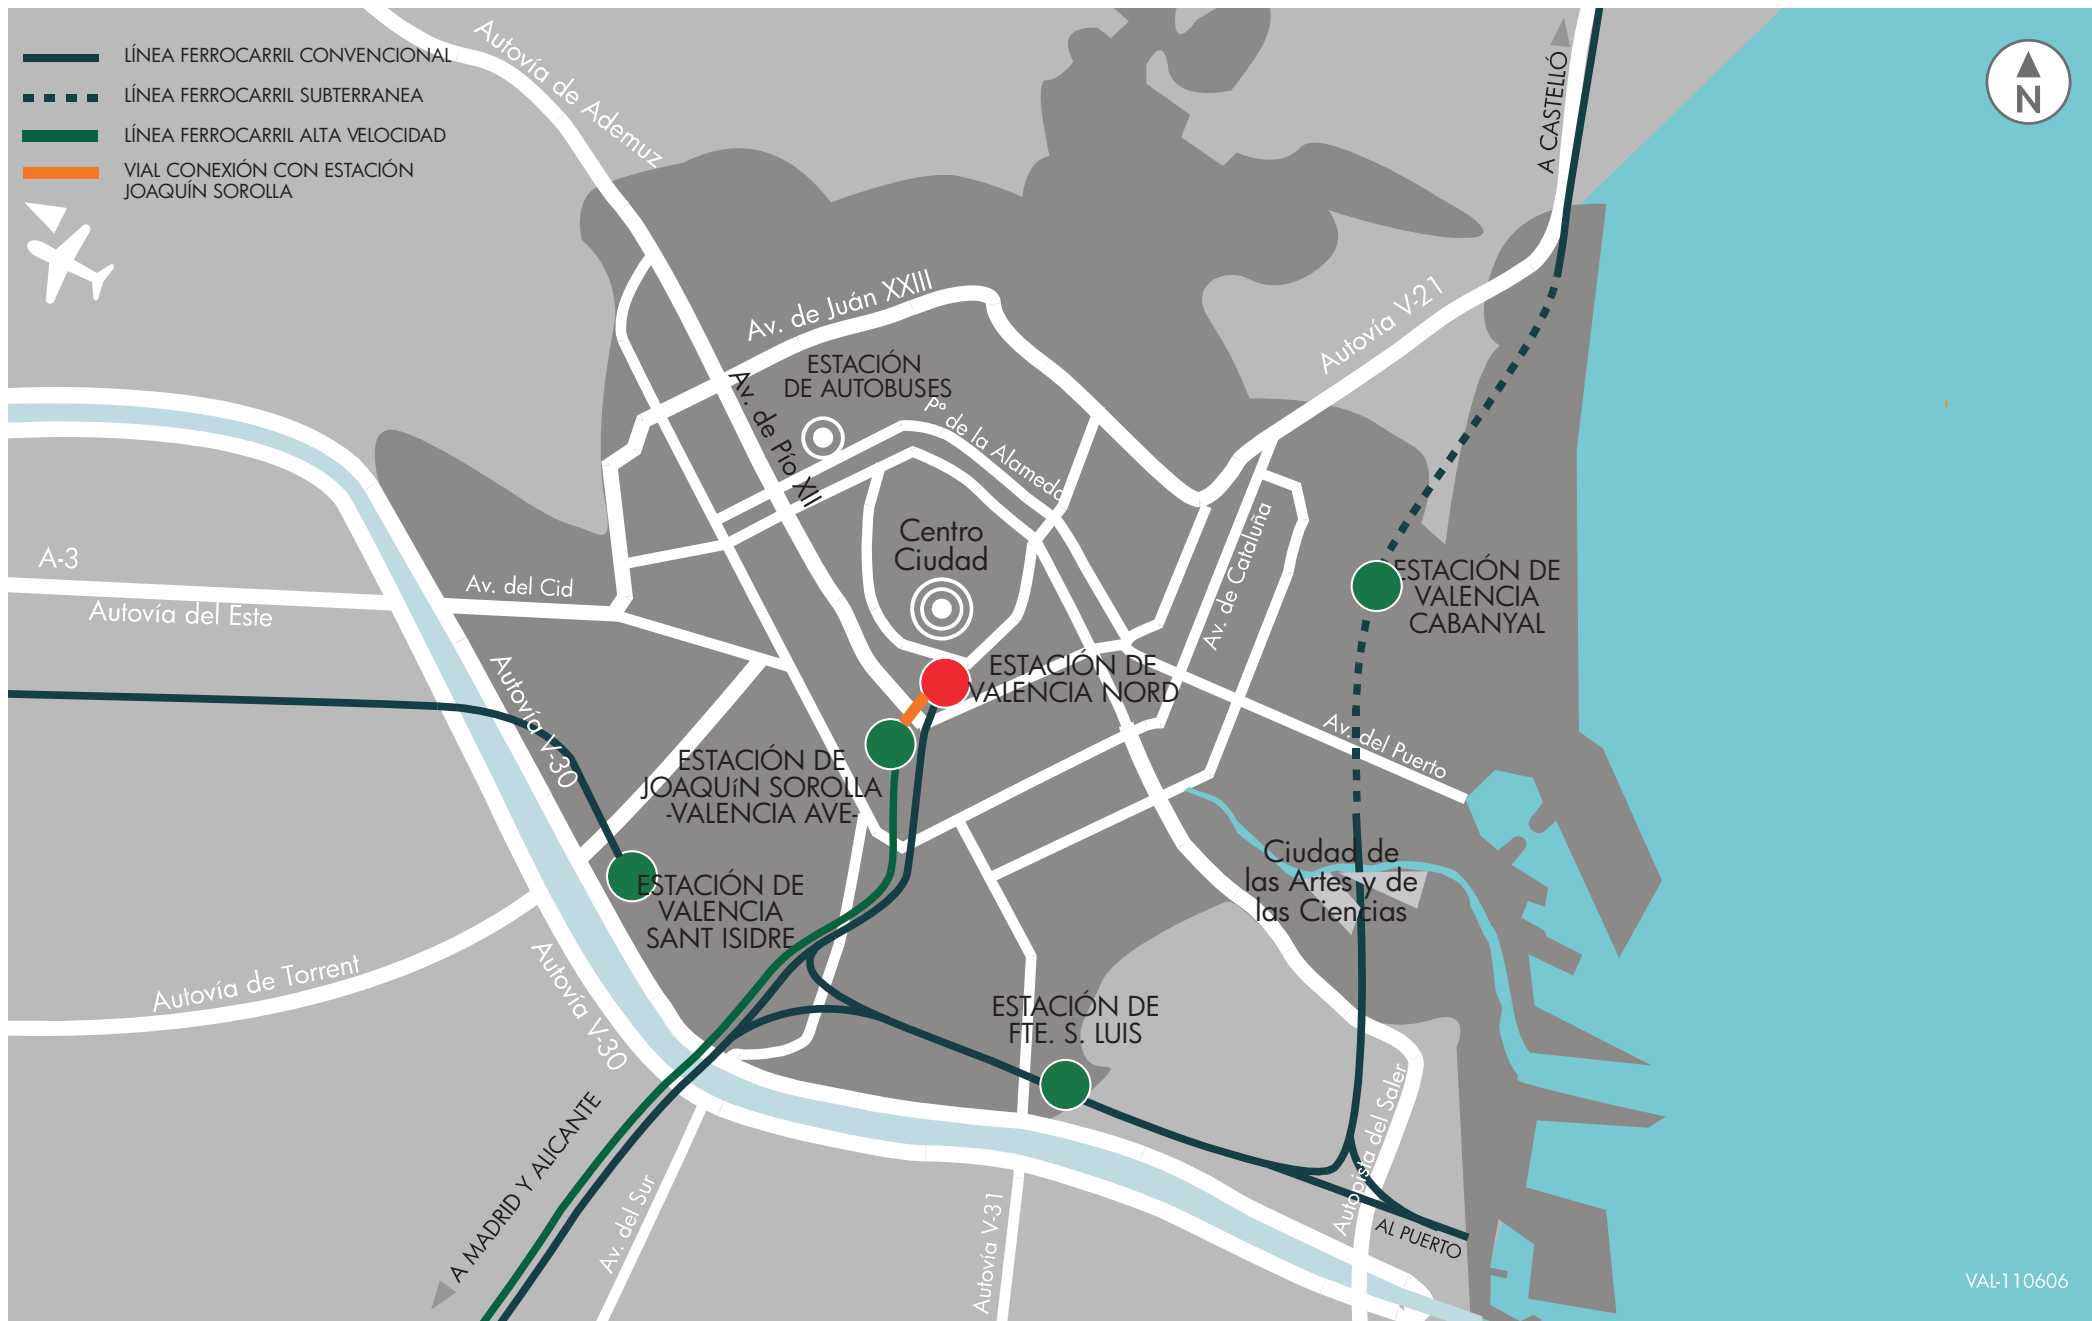 LÍNEA FERROCARRIL CONVENCIONAL
LÍNEA FERROCARRIL SUBTERRANEA
LÍNEA FERROCARRIL ALTA VELOCIDAD
VIAL CONEXIÓN CON ESTACIÓN
JOAQUÍN SOROLLA
Autovía de Ademuz
A CASTELLÓ
N
Av. de Juán XXIII
Autovía V-21
ESTACIÓN
DE AUTOBUSES
Av. de Pío XII
Pº de la Alameda
Centro
Ciudad
Av. de Cataluña
A-3
Autovía del Este
Av. del Cid
ESTACIÓN DE
VALENCIA
CABANYAL
ESTACIÓN DE
VALENCIA NORD
Autovía V-30
ESTACIÓN DE
JOAQUíN SOROLLA
-VALENCIA AVE-
Av. del Puerto
Ciudad de
las Artes y de
las Ciencias
ESTACIÓN DE
VALENCIA
SANT ISIDRE
Autovía de Torrent
Autovía V-30
ESTACIÓN DE
FTE. S. LUIS
A MADRID Y ALICANTE
Av. del Sur
Autovía V-31
Autopista del Saler
AL PUERTO
VAL-110606